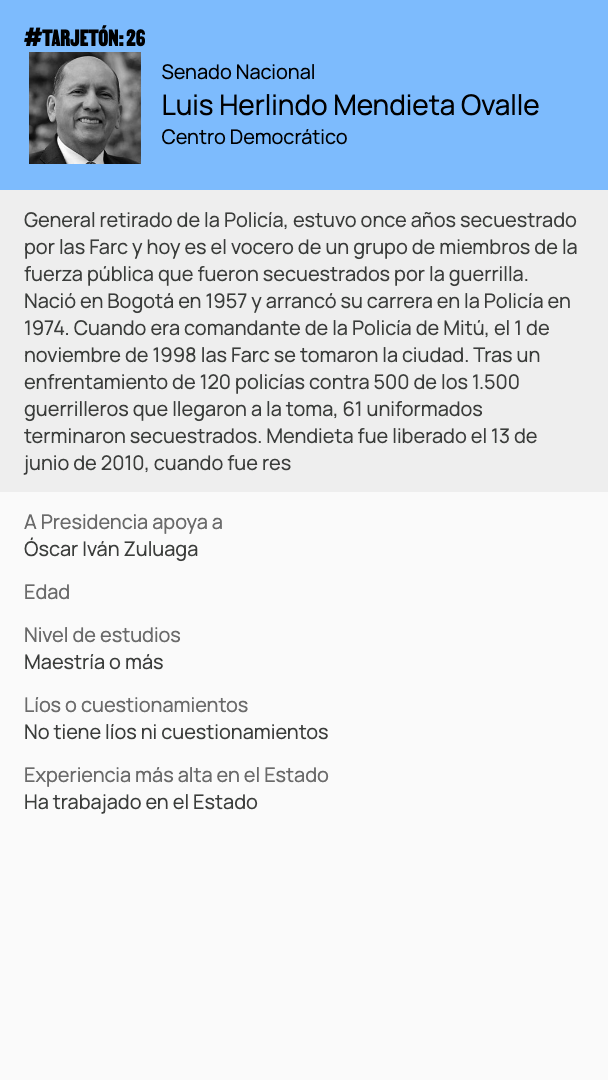 #TARJETÓN: 26
Senado Nacional
Luis Herlindo Mendieta Ovalle
Centro Democrático
General retirado de la Policía, estuvo once años secuestrado
por las Farc y hoy es el vocero de un grupo de miembros de la
fuerza pública que fueron secuestrados por la guerrilla.
Nació en Bogotá en 1957 y arrancó su carrera en la Policía en
1974. Cuando era comandante de la Policía de Mitú, el 1 de
noviembre de 1998 las Farc se tomaron la ciudad. Tras un
enfrentamiento de 120 policías contra 500 de los 1.500
guerrilleros que llegaron a la toma, 61 uniformados
terminaron secuestrados. Mendieta fue liberado el 13 de
junio de 2010, cuando fue res
A Presidencia apoya a
Óscar Iván Zuluaga
Edad
Nivel de estudios
Maestría o más
Líos o cuestionamientos
No tiene líos ni cuestionamientos
Experiencia más alta en el Estado
Ha trabajado en el Estado